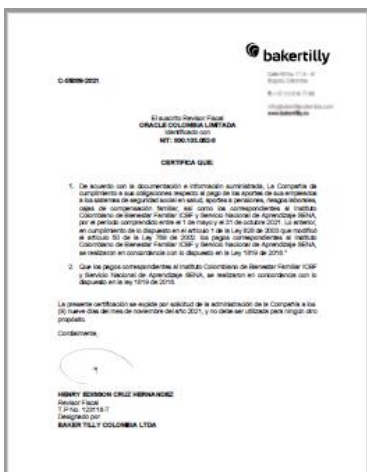 bakertilly
C-05099-2021
El suscrito Revisor Fiscal
ORACLE COLOMBIA LIMITADA
Identificada con
CERTIFICA QUE:
1. De acuerdo con la documentación e información suministrada, La Compañía da
cumplimiento a sus obligaciones respecto al pago de los aportes de sus empleados
a los sistemas de seguridad social en salud, aportes a pensiones, riesgos laborales,
cajas de compensación familiar, así como los correspondientes al Instituto
Colombiano de Bienestar Familiar ICBF y Servicio Nacional de Aprendizaje SENA,
por el periodo comprendido entre el 1 de mayo y el 31 de octubre 2021. Lo anterior,
en cumplimiento de lo dispuesto en el artículo 1 de la Ley 828 de 2003 que modificó
el artículo 50 de la Ley 789 de 2002, los pagos correspondientes al Instituto
Colombiano de Bienestar Familiar ICBF y Servicio Nacional de Aprendizaje SENA,
se realizaron en concordancia con lo dispuesto en la Ley 1819 de 2016."
2. Que los pagos correspondientes al Instituto Colombiano de Bienestar Familiar ICBF
y Servicio Nacional de Aprendizaje SENA, se realizaron en concordancia con lo
dispuesto en la ley 1819 de 2016.
La presente certificación se expide por solicitud de la administración de la Compañía a los
(9) nueve días del mes de noviembre del año 2021, y no debe ser utilizada para ningún otro
propósito.
Cordialmente,
HENRY EDIMSON CRUZ HERNANDEZ
Revisor Fiscal
Designado por
BAKER TILLY COLOMBIA LTDA